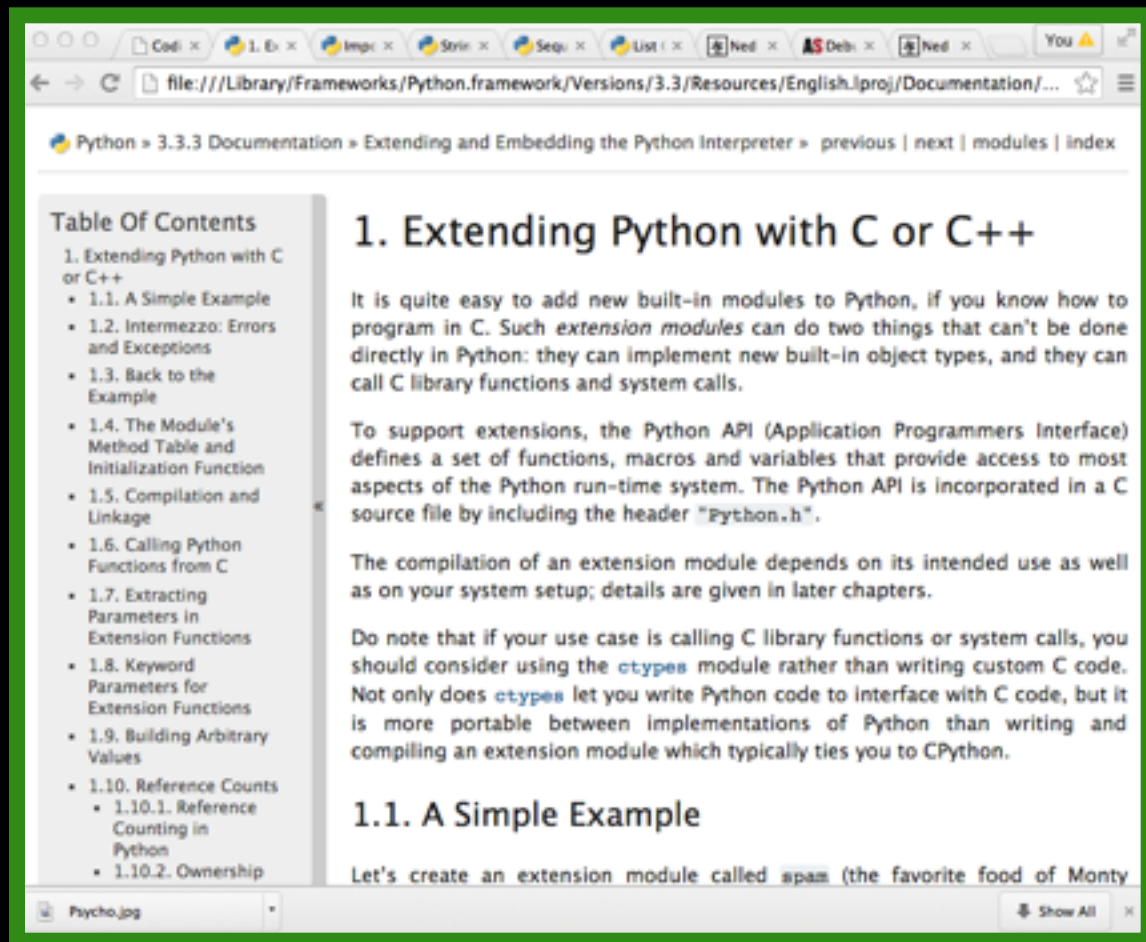 Codi
1. Ex
Impo
Strin
Sequ
List (
Ned
Debu
Ned
You
file:///Library/Frameworks/Python.framework/Versions/3.3/Resources/English.lproj/Documentation/...
Python » 3.3.3 Documentation » Extending and Embedding the Python Interpreter » previous | next | modules | index
Table Of Contents
1. Extending Python with C
or C++
1.1. A Simple Example
1.2. Intermezzo: Errors
and Exceptions
1.3. Back to the
Example
1.4. The Module's
Method Table and
Initialization Function
1.5. Compilation and
Linkage
1.6. Calling Python
Functions from C
1.7. Extracting
Parameters in
Extension Functions
1.8. Keyword
Parameters for
Extension Functions
1.9. Building Arbitrary
Values
1.10. Reference Counts
1.10.1. Reference
Counting in
Python
1.10.2. Ownership
«
1. Extending Python with C or C++
It is quite easy to add new built-in modules to Python, if you know how to
program in C. Such extension modules can do two things that can't be done
directly in Python: they can implement new built-in object types, and they can
call C library functions and system calls.
To support extensions, the Python API (Application Programmers Interface)
defines a set of functions, macros and variables that provide access to most
aspects of the Python run-time system. The Python API is incorporated in a C
source file by including the header "Python.h".
The compilation of an extension module depends on its intended use as well
as on your system setup; details are given in later chapters.
Do note that if your use case is calling C library functions or system calls, you
should consider using the ctypes module rather than writing custom C code.
Not only does ctypes let you write Python code to interface with C code, but it
is more portable between implementations of Python than writing and
compiling an extension module which typically ties you to CPython.
1.1. A Simple Example
Let's create an extension module called spam (the favorite food of Monty
Psycho.jpg
Show All